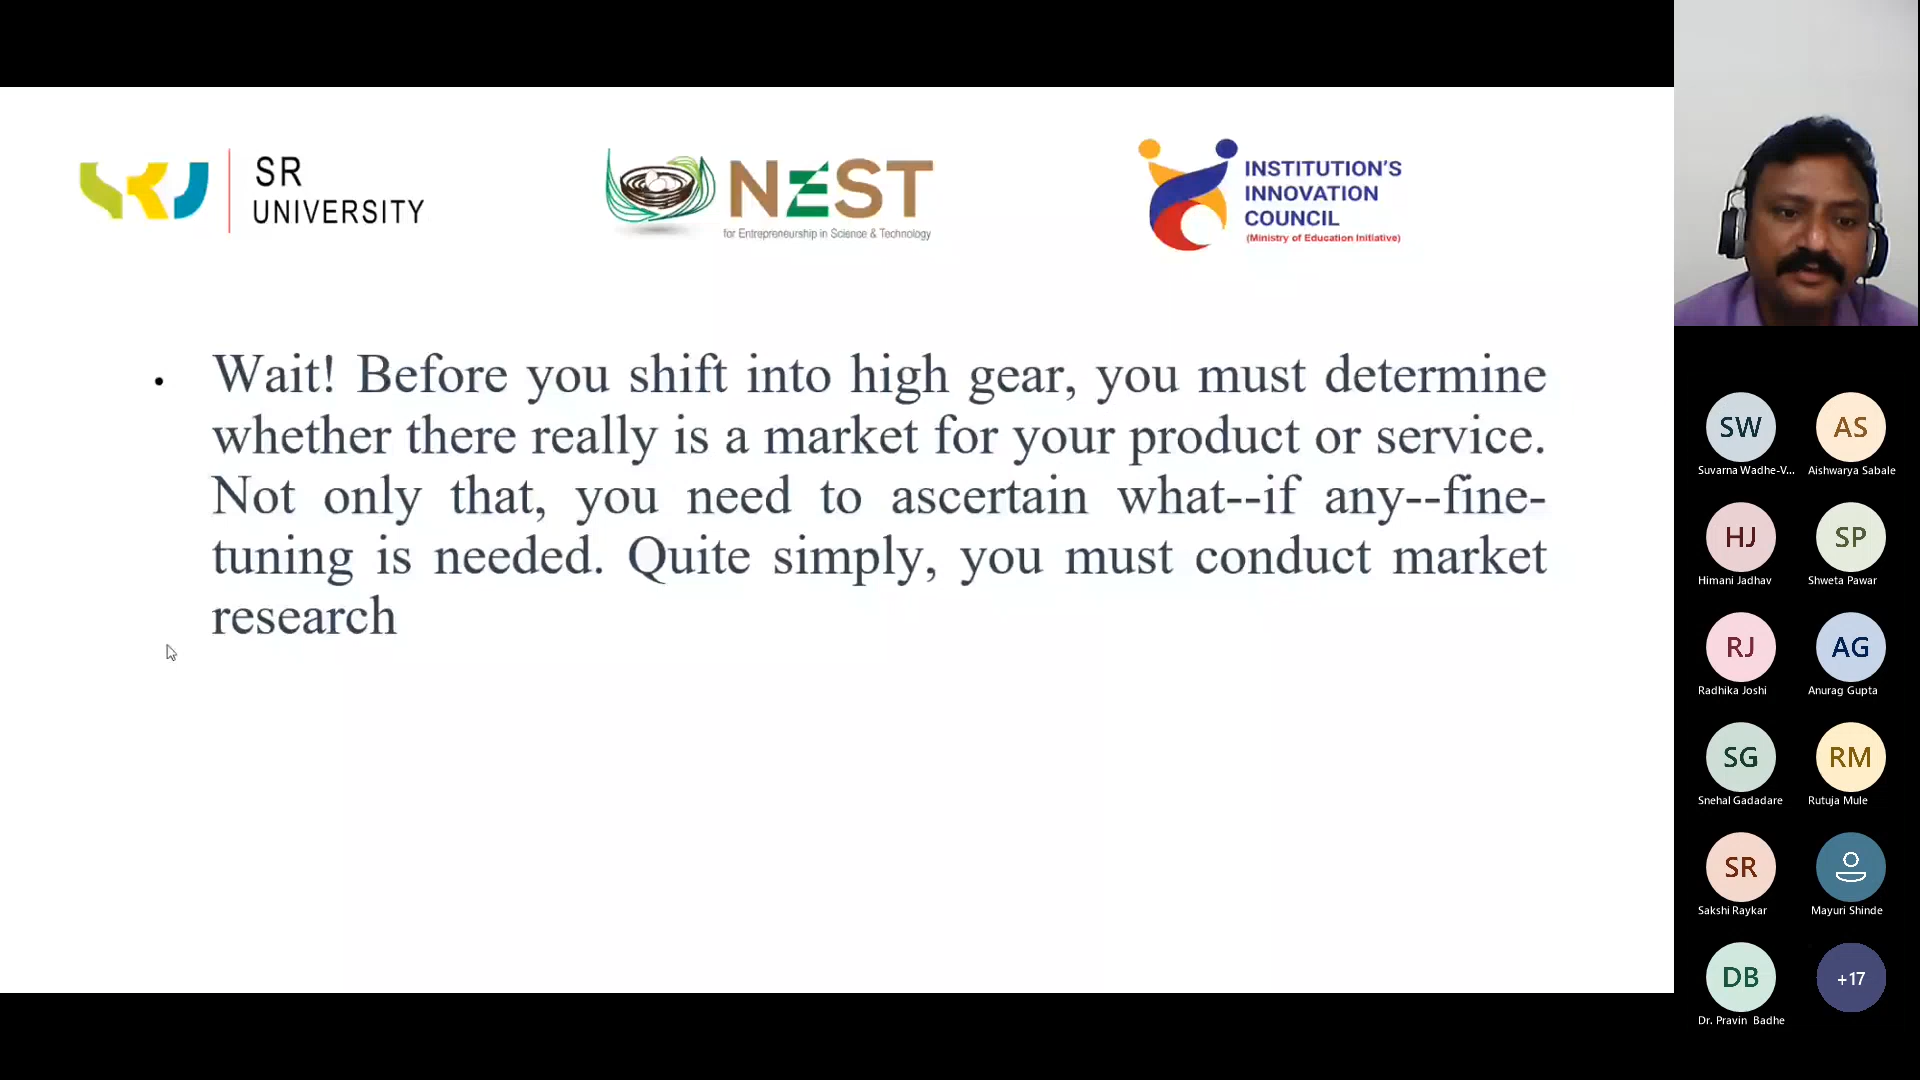 SR
UNIVERSITY
NEST
for Entrepreneurship in Science & Technology
INSTITUTION'S
INNOVATION
COUNCIL
(Ministry of Education Initiative)
• Wait! Before you shift into high gear, you must determine
whether there really is a market for your product or service.
Not only that, you need to ascertain what--if any--fine-
tuning is needed. Quite simply, you must conduct market
research
SW
Suvarna Wadhe-V...
AS
Aishwarya Sabale
HJ
Himani Jadhav
SP
Shweta Pawar
RJ
Radhika Joshi
AG
Anurag Gupta
SG
Snehal Gadadare
RM
Rutuja Mule
SR
Sakshi Raykar
Mayuri Shinde
DB
Dr. Pravin Badhe
+17